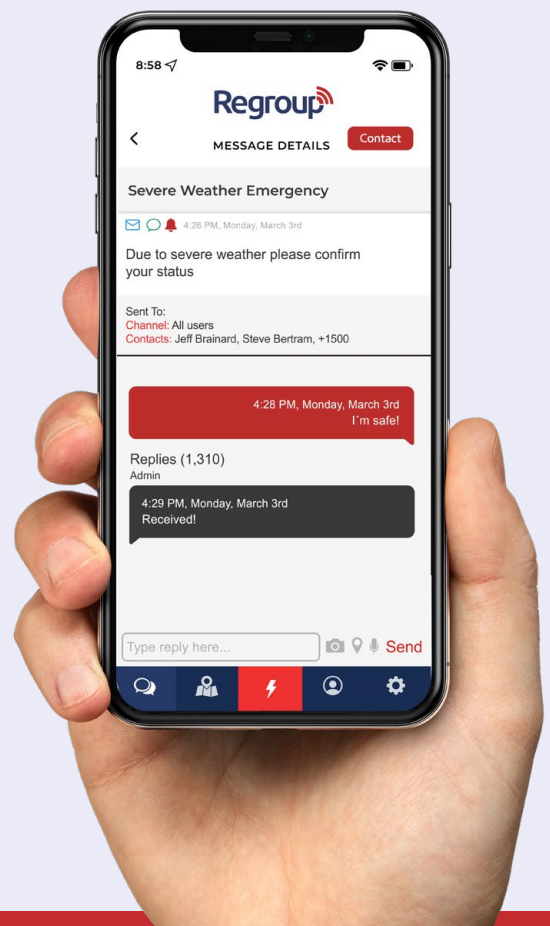 8:58
Regroup
MESSAGE DETAILS
Contact
Severe Weather Emergency
4:26 PM, Monday, March 3rd
Due to severe weather please confirm
your status
Sent To:
Channel: All users
Contacts: Jeff Brainard, Steve Bertram, +1500
4:28 PM, Monday, March 3rd
I´m safe!
Replies (1,310)
Admin
4:29 PM, Monday, March 3rd
Received!
Type reply here...
Send